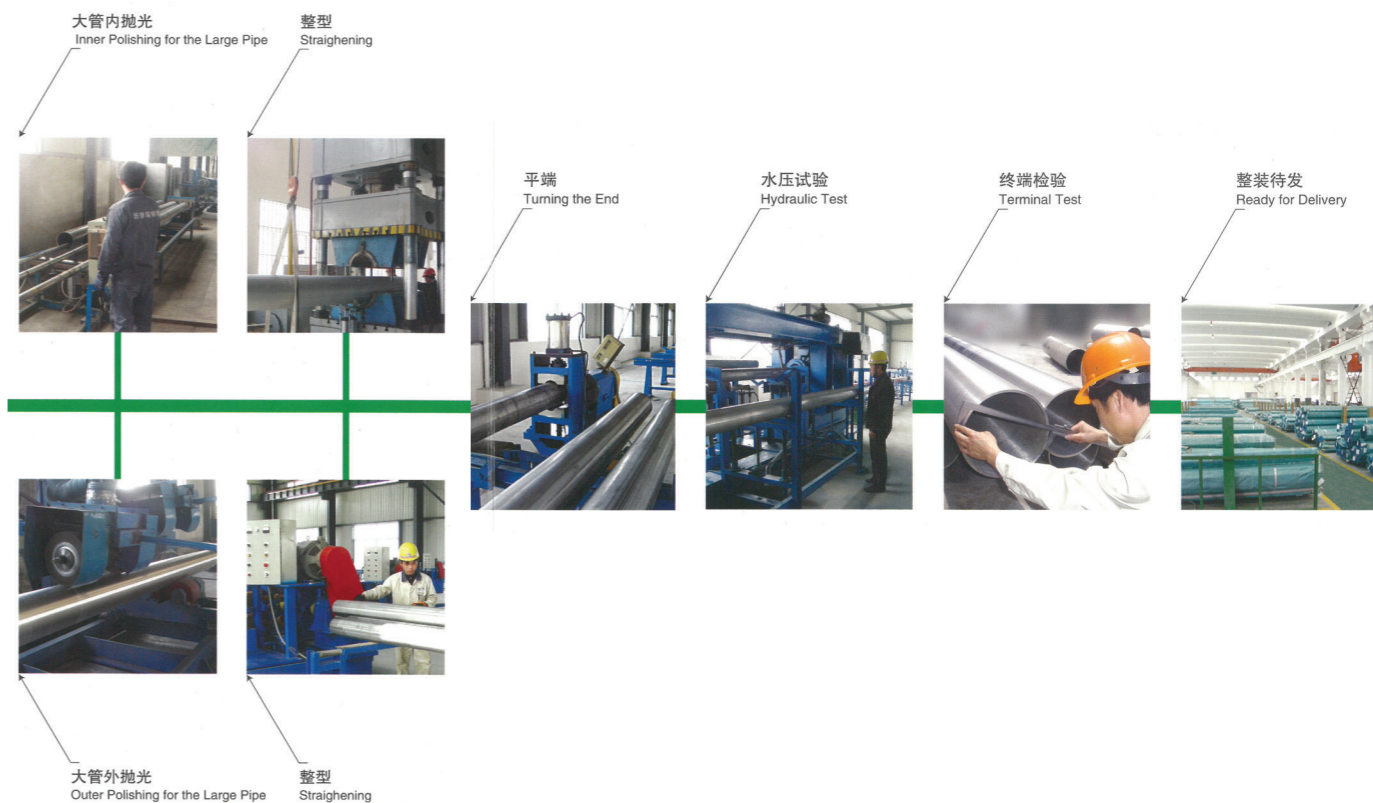 大管内抛光
Inner Polishing for the Large Pipe
整型
Straighening
平端
Turning the End
水压试验
Hydraulic Test
终端检验
Terminal Test
整装待发
Ready for Delivery
大管外抛光
Outer Polishing for the Large Pipe
整型
Straighening